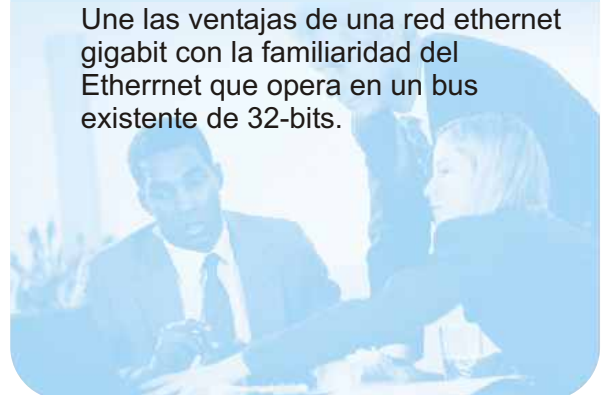 Une las ventajas de una red ethernet
gigabit con la familiaridad del
Etherrnet que opera en un bus
existente de 32-bits.